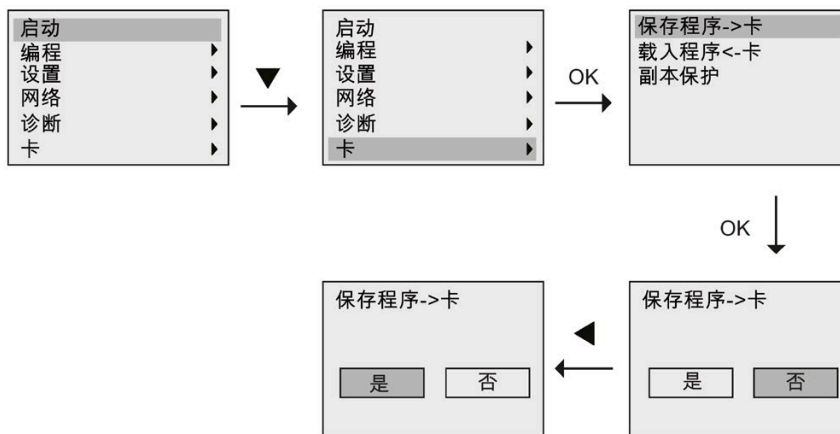 启动
编程
设置
网络
诊断
卡
启动
编程
设置
网络
诊断
卡
OK
保存程序->卡
载入程序<-卡
副本保护
OK
保存程序->卡
是 否
保存程序->卡
是 否